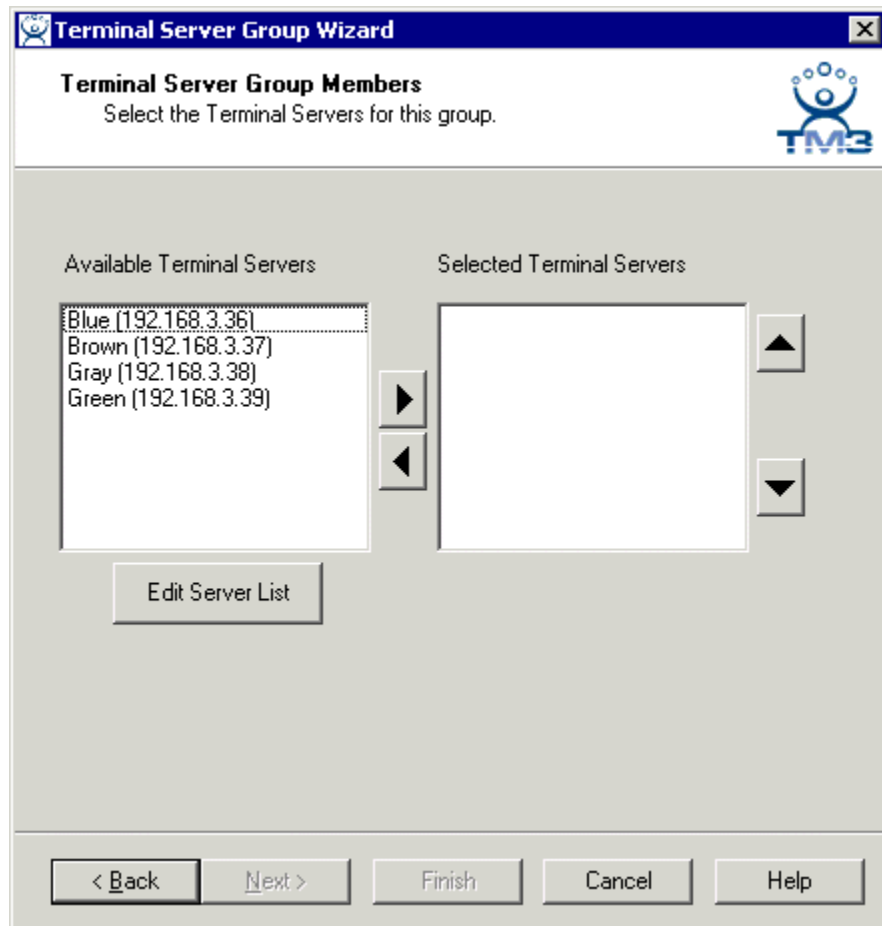 Terminal Server Group Wizard
Terminal Server Group Members
Select the Terminal Servers for this group.
TM3
Available Terminal Servers
Selected Terminal Servers
Blue (192.168.3.36)
Brown (192.168.3.37)
Gray (192.168.3.38)
Green (192.168.3.39)
Edit Server List
< Back
Next >
Finish
Cancel
Help